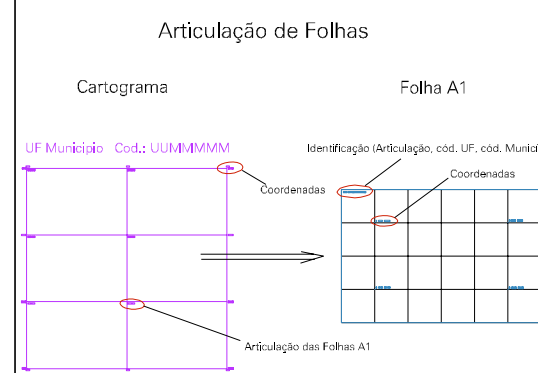 Articulação de Folhas
Cartograma
Folha A1
UF Municipio Cod.: UUMMMMM
Identificação (Articulação, cód. UF, cód. Municí
Coordenadas
Coordenadas
Articulação das Folhas A1